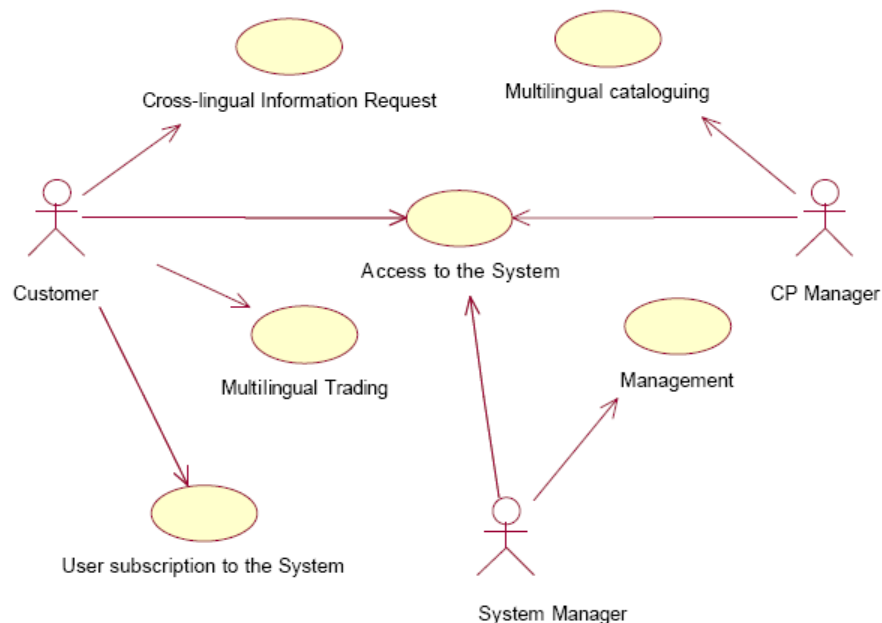 Multilingual cataloguing
Cross-lingual Information Request
Access to the System
Customer
CP Manager
Multilingual Trading
Management
User subscription to the System
System Manager